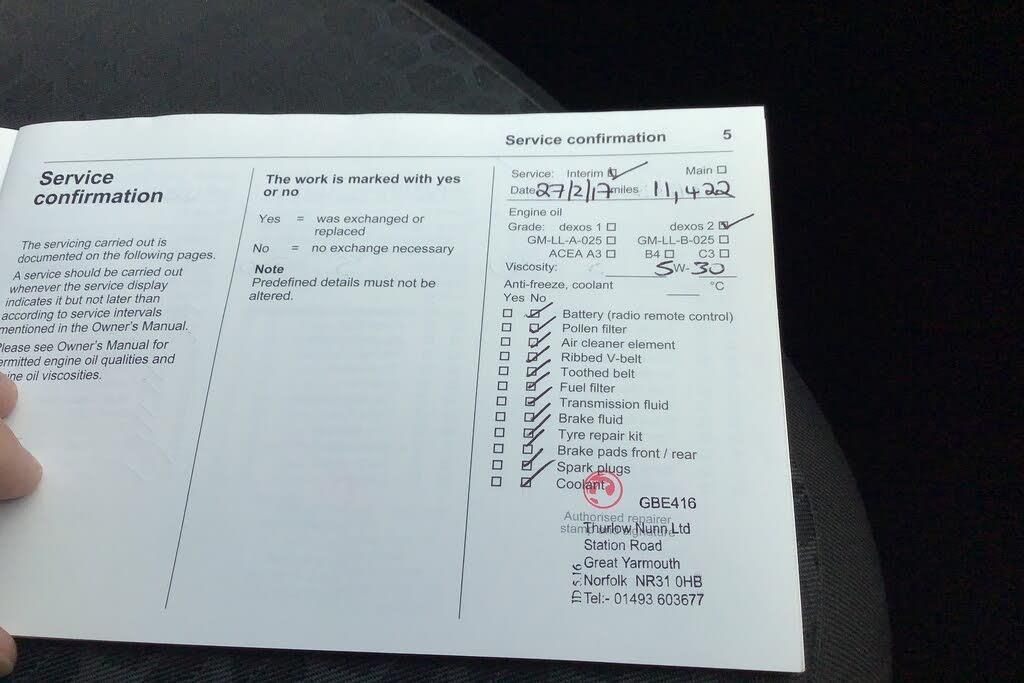 Service confirmation 5
Service
confirmation
The servicing carried out is
documented on the following pages.
A service should be carried out
whenever the service display
indicates it but not later than
according to service intervals
mentioned in the Owner's Manual.
Please see Owner's Manual for
ermitted engine oil qualities and
ine oil viscosities.
The work is marked with yes
or no
Yes = was exchanged or
replaced
No = no exchange necessary
Note
Predefined details must not be
altered.
Service: Interim Main
Date 27/2/17 miles 11,422
Engine oil
Grade: dexos 1 dexos 2
GM-LL-A-025 GM-LL-B-025
ACEA A3 B4 C3
Viscosity: 5W-30
Anti-freeze, coolant °C
Yes No
Battery (radio remote control)
Pollen filter
Air cleaner element
Ribbed V-belt
Toothed belt
Fuel filter
Transmission fluid
Brake fluid
Tyre repair kit
Brake pads front / rear
Spark plugs
Coolant
GBE416
Authorised repairer
stamp and signature
Thurlow Nunn Ltd
Station Road
Great Yarmouth
Norfolk NR31 0HB
Tel:- 01493 603677